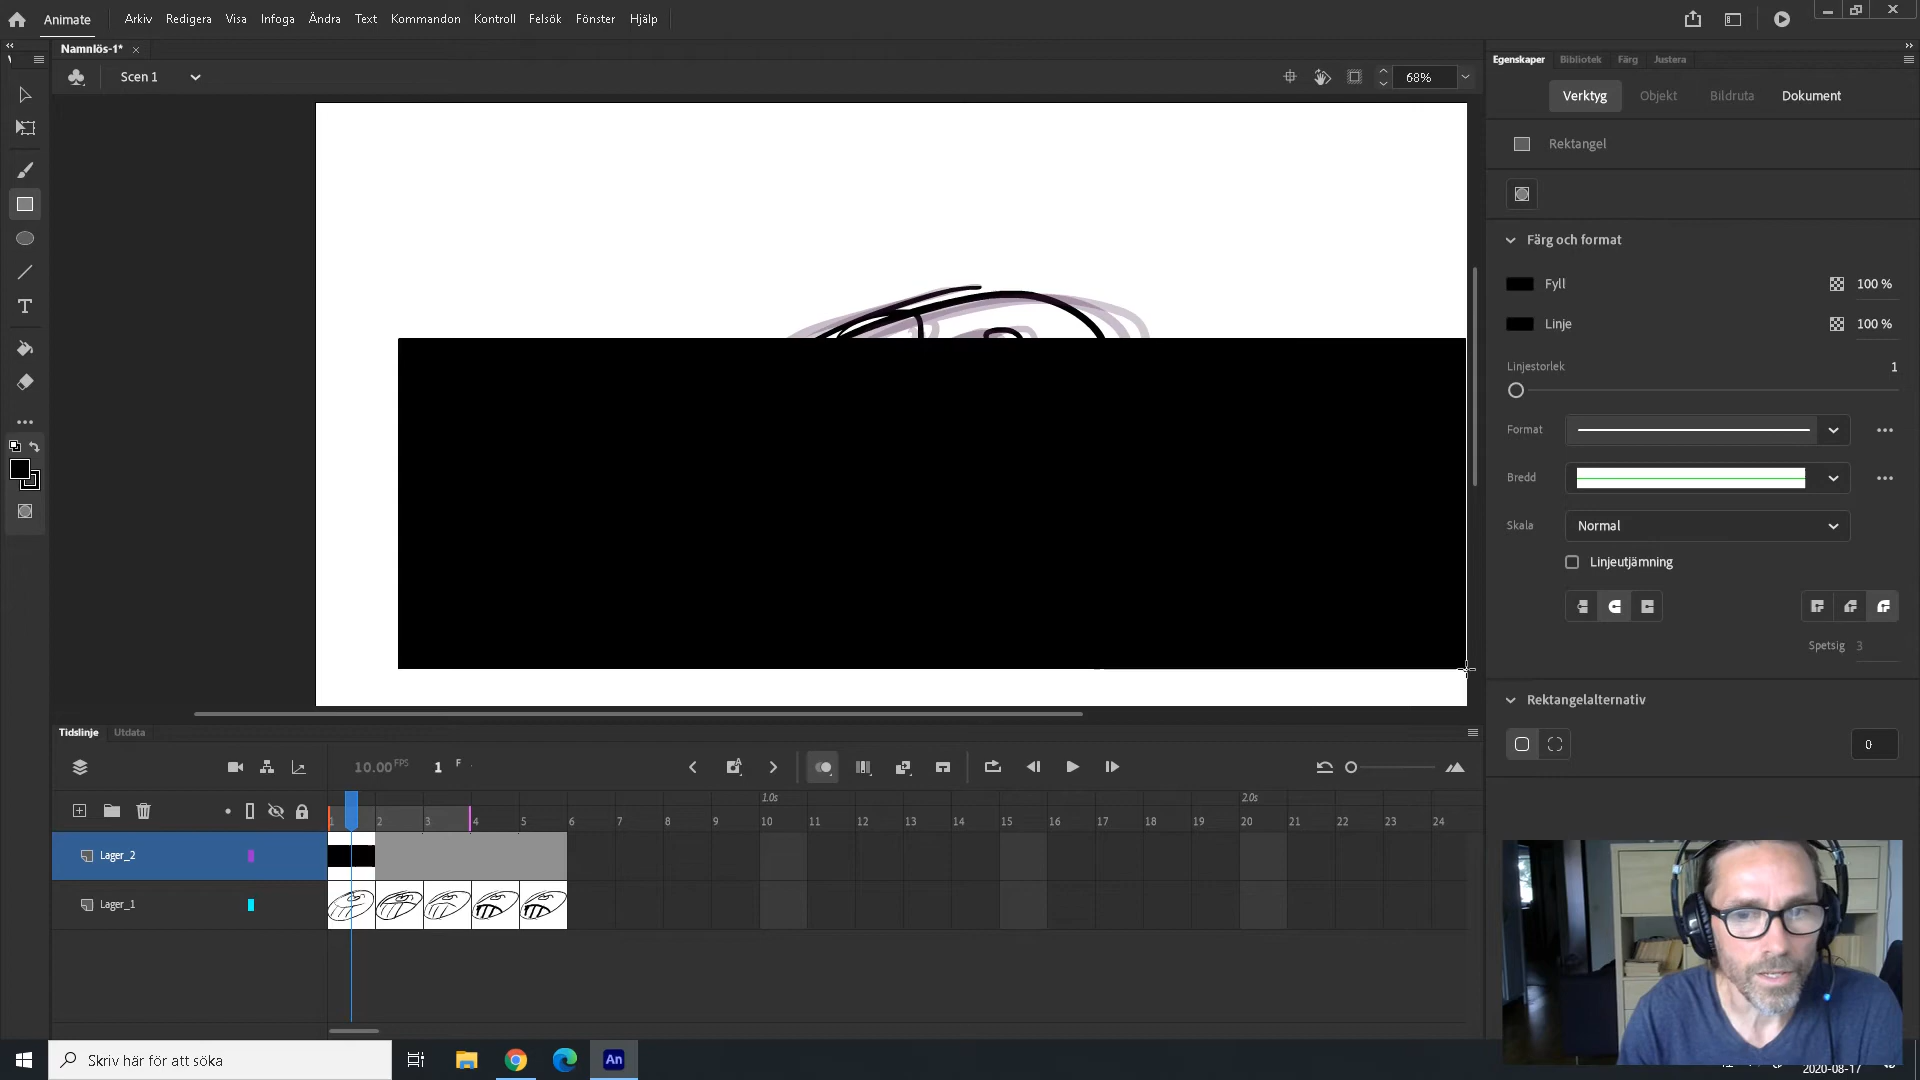 Animate Arkiv Redigera Visa Infoga Ändra Text Kommandon Kontroll Felsök Fönster Hjälp
Namnlös-1*
Scen 1 68%
Egenskaper Bibliotek Färg Justera
Verktyg Objekt Bildruta Dokument
Rektangel
Färg och format
Fyll 100 %
Linje 100 %
Linjestorlek 1
Format
Bredd
Skala Normal
Linjeutjämning
Spetsig 3
Rektangelalternativ
0
Tidslinje Utdata
10.00 FPS 1 F
1.0s 2.0s
1 2 3 4 5 6 7 8 9 10 11 12 13 14 15 16 17 18 19 20 21 22 23 24
Lager_2
Lager_1
Skriv här för att söka
An
2020-08-17